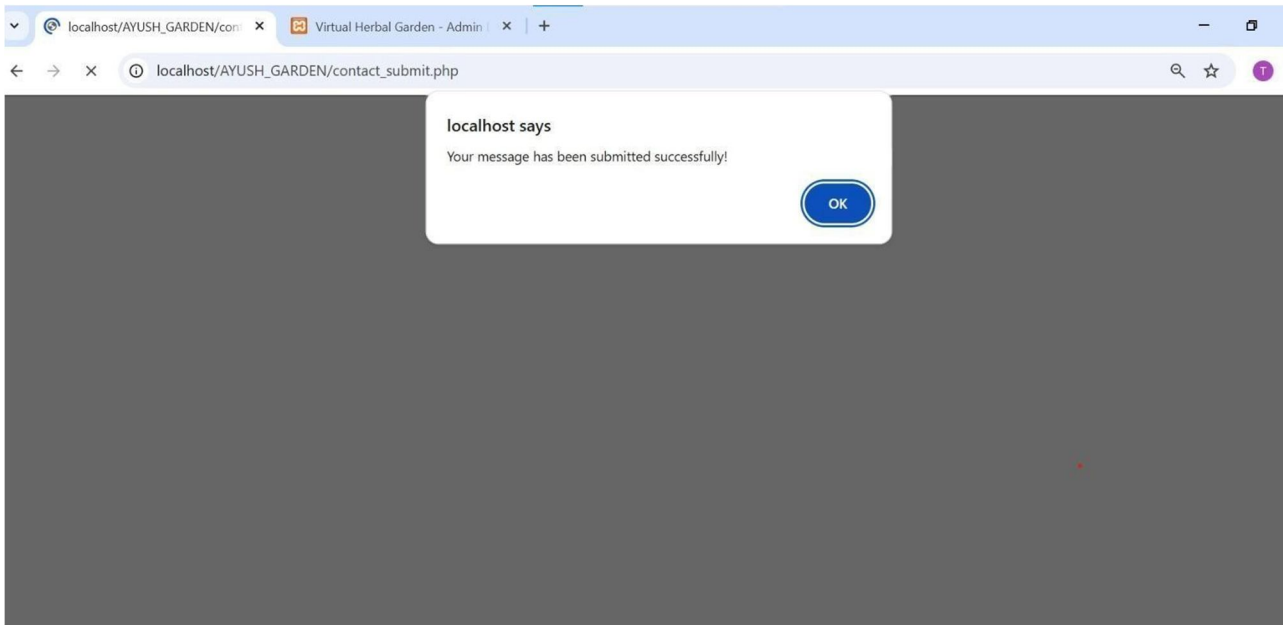 localhost/AYUSH_GARDEN/con
Virtual Herbal Garden - Admin
localhost/AYUSH_GARDEN/contact_submit.php
T
localhost says
Your message has been submitted successfully!
OK